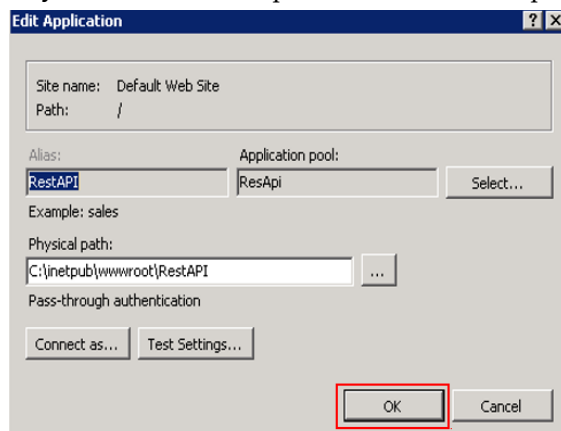 Edit Application
Site name: Default Web Site
Path: /
Alias: Application pool:
RestAPI ResApi Select...
Example: sales
Physical path:
C:\inetpub\wwwroot\RestAPI ...
Pass-through authentication
Connect as... Test Settings...
OK Cancel